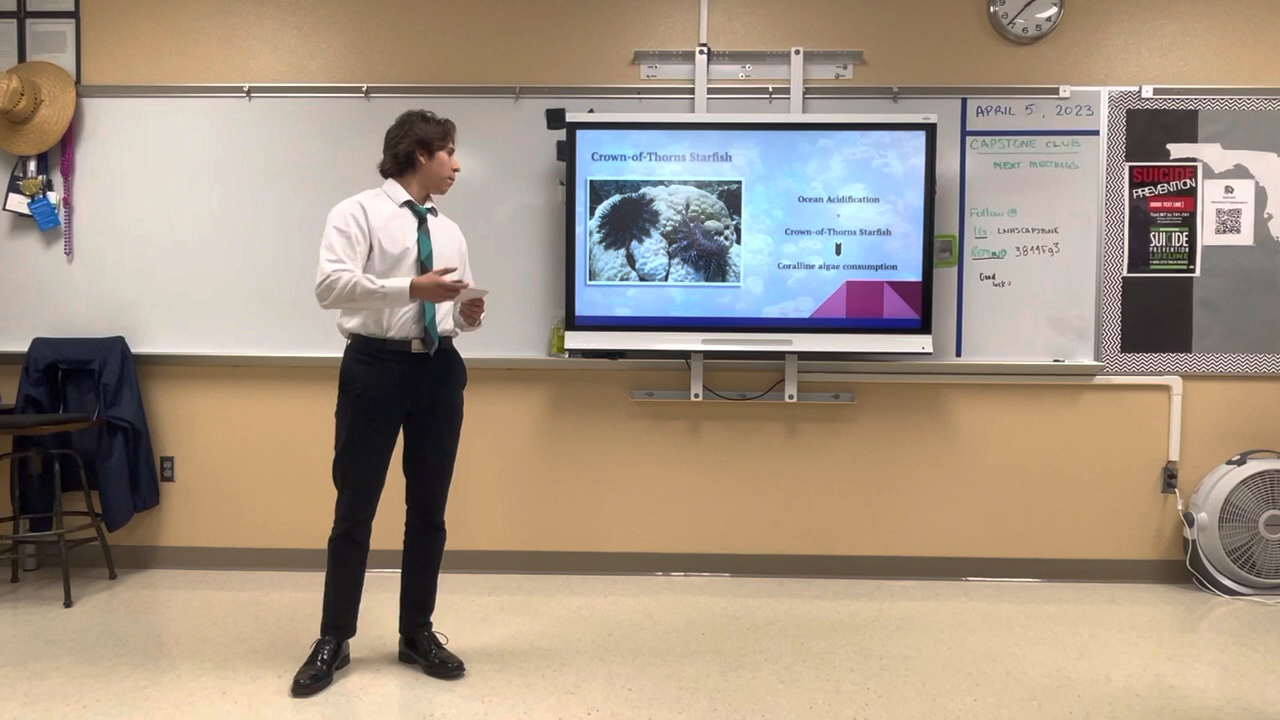 Crown-of-Thorns Starfish
Ocean Acidification
Crown-of-Thorns Starfish
Coralline algae consumption
APRIL 5, 2023
CAPSTONE CLUB
NEXT MEETINGS
Follow @
IG: LNHSCAPSTONE
REMIND
Good
luck
SUICIDE
PREVENTION
SUICIDE
PREVENTION
LIFELINE